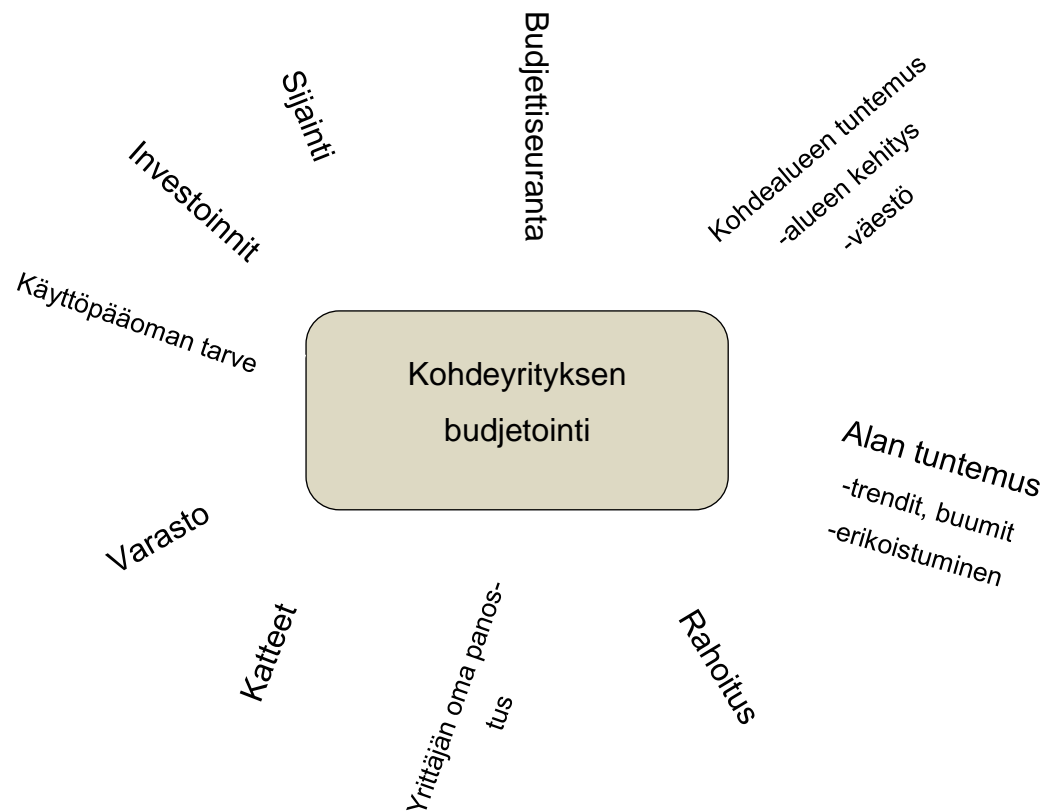 Budjettiseuranta
Sijainti
Kohdealueen tuntemus
-alueen kehitys
-väestö
Investoinnit
Käyttöpääoman tarve
Kohdeyrityksen
budjetointi
Alan tuntemus
-trendit, buumit
-erikoistuminen
Varasto
Katteet
Yrittäjän oma panos-
tus
Rahoitus